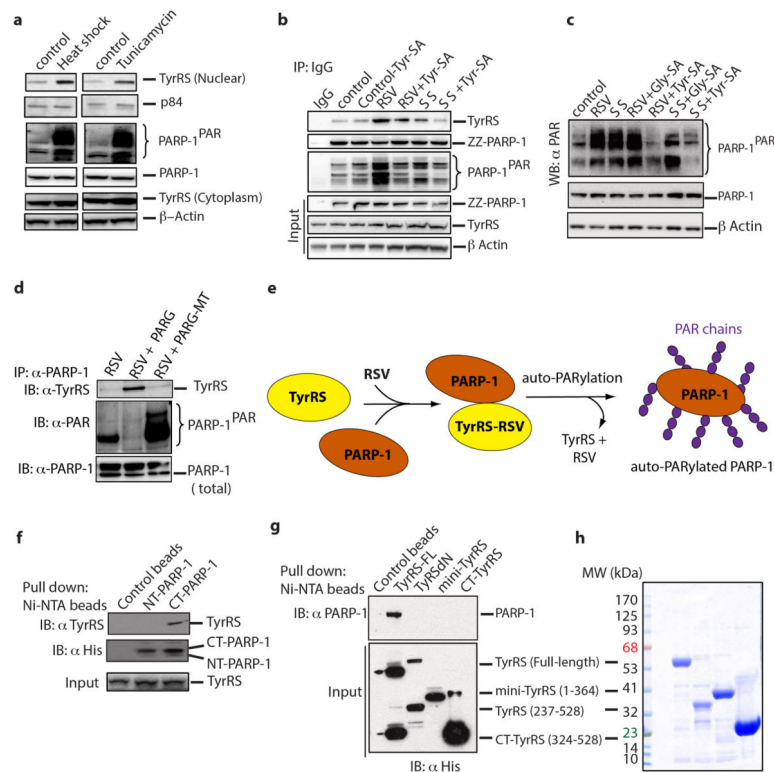 a
control
Heat shock
control
Tunicamycin
TyrRS (Nuclear)
p84
PARP-1PAR
PARP-1
TyrRS (Cytoplasm)
β-Actin
b
IP: IgG
IgG
control
Control-Tyr-SA
RSV
RSV+Tyr-SA
S S
S S+Tyr-SA
TyrRS
ZZ-PARP-1
PARP-1PAR
Input
ZZ-PARP-1
TyrRS
β Actin
c
control
RSV
S S
RSV+Gly-SA
RSV+Tyr-SA
S S+Gly-SA
S S+Tyr-SA
WB: α PAR
PARP-1PAR
PARP-1
β Actin
d
RSV
RSV + PARG
RSV + PARG-MT
IP: α-PARP-1
IB: α-TyrRS
TyrRS
IB: α-PAR
PARP-1PAR
IB: α-PARP-1
PARP-1
(total)
e
TyrRS
RSV
PARP-1
PARP-1
TyrRS-RSV
auto-PARylation
TyrRS +
RSV
PAR chains
PARP-1
auto-PARylated PARP-1
f
Control beads
NT-PARP-1
CT-PARP-1
Pull down:
Ni-NTA beads
IB: α TyrRS
TyrRS
IB: α His
CT-PARP-1
NT-PARP-1
Input
TyrRS
g
Control beads
TyrRS-FL
TyRSdN
mini-TyrRS
CT-TyrRS
Pull down:
Ni-NTA beads
IB: α PARP-1
PARP-1
Input
TyrRS (Full-length)
mini-TyrRS (1-364)
TyrRS (237-528)
CT-TyrRS (324-528)
IB: α His
h
MW (kDa)
170
125
93
68
53
41
32
23
14
10